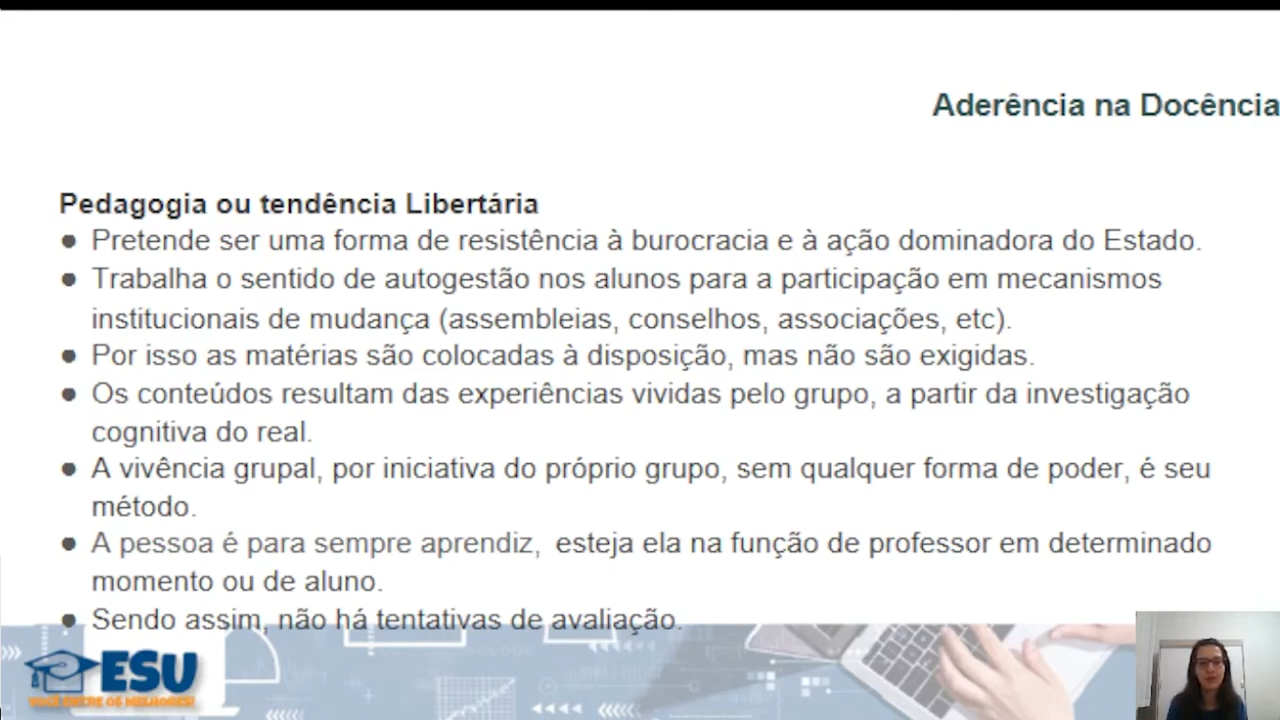 Aderência na Docência
Pedagogia ou tendência Libertária
● Pretende ser uma forma de resistência à burocracia e à ação dominadora do Estado.
● Trabalha o sentido de autogestão nos alunos para a participação em mecanismos
institucionais de mudança (assembleias, conselhos, associações, etc).
● Por isso as matérias são colocadas à disposição, mas não são exigidas.
● Os conteúdos resultam das experiências vividas pelo grupo, a partir da investigação
cognitiva do real.
● A vivência grupal, por iniciativa do próprio grupo, sem qualquer forma de poder, é seu
método.
● A pessoa é para sempre aprendiz, esteja ela na função de professor em determinado
momento ou de aluno.
● Sendo assim, não há tentativas de avaliação.
ESU
VOCÊ ENTRE OS MELHORES!